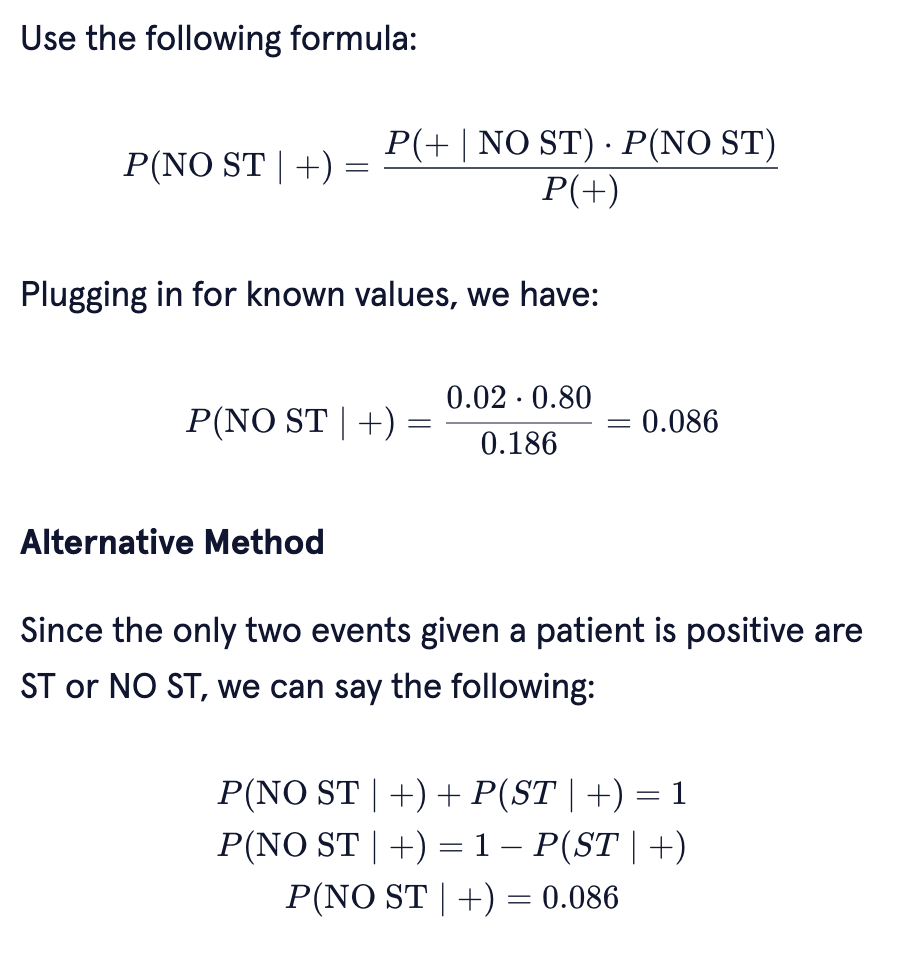 Use the following formula:
P(NO ST | +) = P(+ | NO ST) · P(NO ST) / P(+)
Plugging in for known values, we have:
P(NO ST | +) = 0.02 · 0.80 / 0.186 = 0.086
Alternative Method
Since the only two events given a patient is positive are
ST or NO ST, we can say the following:
P(NO ST | +) + P(ST | +) = 1
P(NO ST | +) = 1 − P(ST | +)
P(NO ST | +) = 0.086